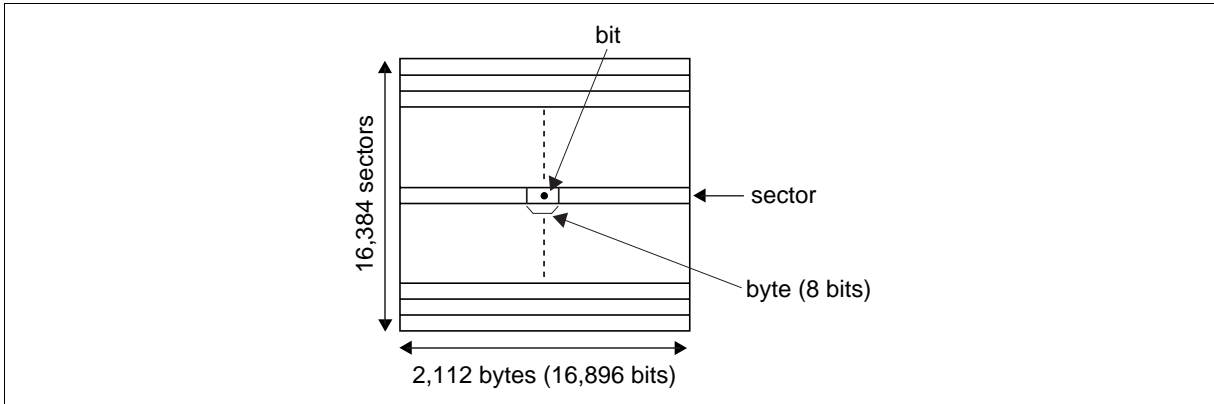 bit
16,384 sectors
sector
byte (8 bits)
2,112 bytes (16,896 bits)